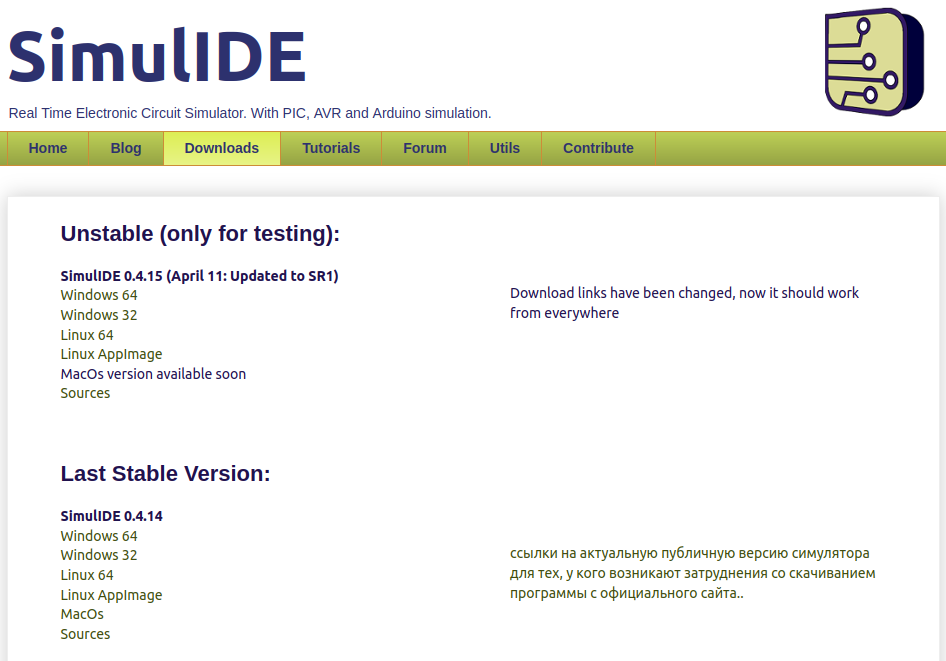 SimulIDE
Real Time Electronic Circuit Simulator. With PIC, AVR and Arduino simulation.
Home Blog Downloads Tutorials Forum Utils Contribute
Unstable (only for testing):
SimulIDE 0.4.15 (April 11: Updated to SR1)
Windows 64
Windows 32
Linux 64
Linux AppImage
MacOs version available soon
Sources
Download links have been changed, now it should work
from everywhere
Last Stable Version:
SimulIDE 0.4.14
Windows 64
Windows 32
Linux 64
Linux AppImage
MacOs
Sources
ссылки на актуальную публичную версию симулятора
для тех, у кого возникают затруднения со скачиванием
программы с официального сайта..